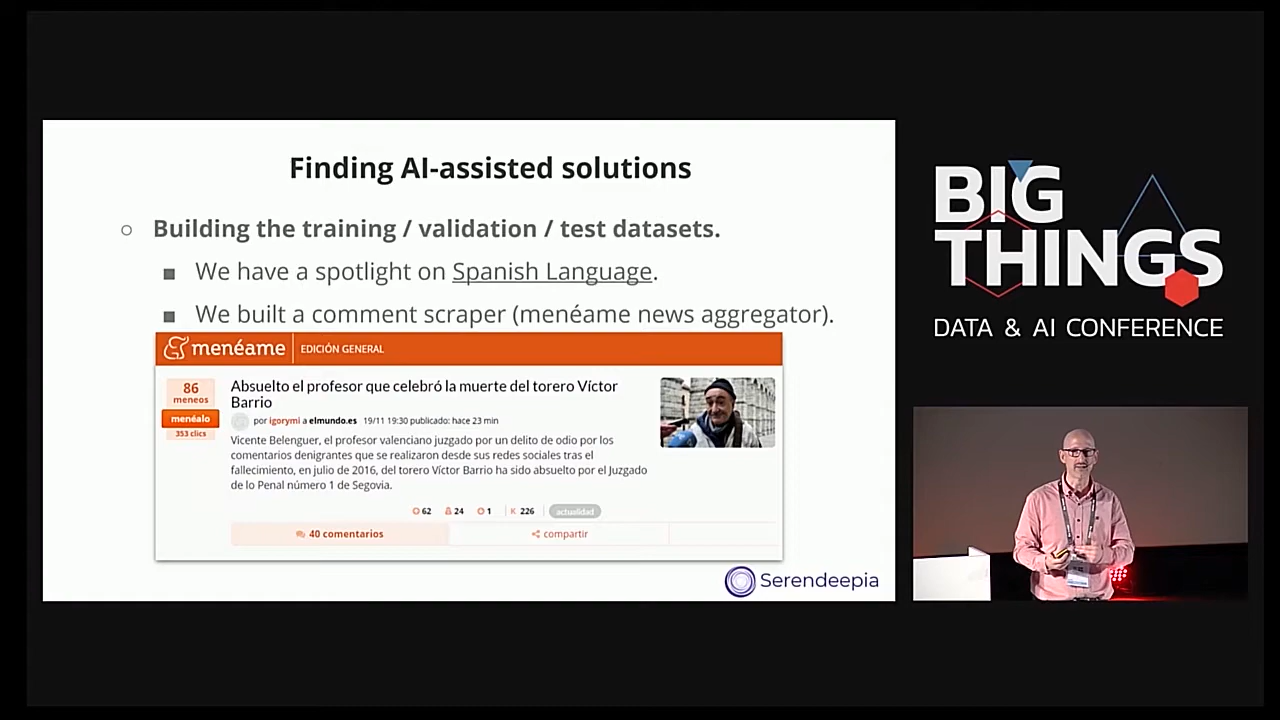 Finding AI-assisted solutions
○ Building the training / validation / test datasets.
■ We have a spotlight on Spanish Language.
■ We built a comment scraper (menéame news aggregator).
menéame EDICIÓN GENERAL
86
meneos
menéalo
353 clics
Absuelto el profesor que celebró la muerte del torero Víctor
Barrio
por igorymi a elmundo.es 19/11 19:30 publicado: hace 23 min
Vicente Belenguer, el profesor valenciano juzgado por un delito de odio por los
comentarios denigrantes que se realizaron desde sus redes sociales tras el
fallecimiento, en julio de 2016, del torero Víctor Barrio ha sido absuelto por el Juzgado
de lo Penal número 1 de Segovia.
62 24 1 K 226 actualidad
40 comentarios compartir
Serendeepia
BIG
THINGS
DATA & AI CONFERENCE